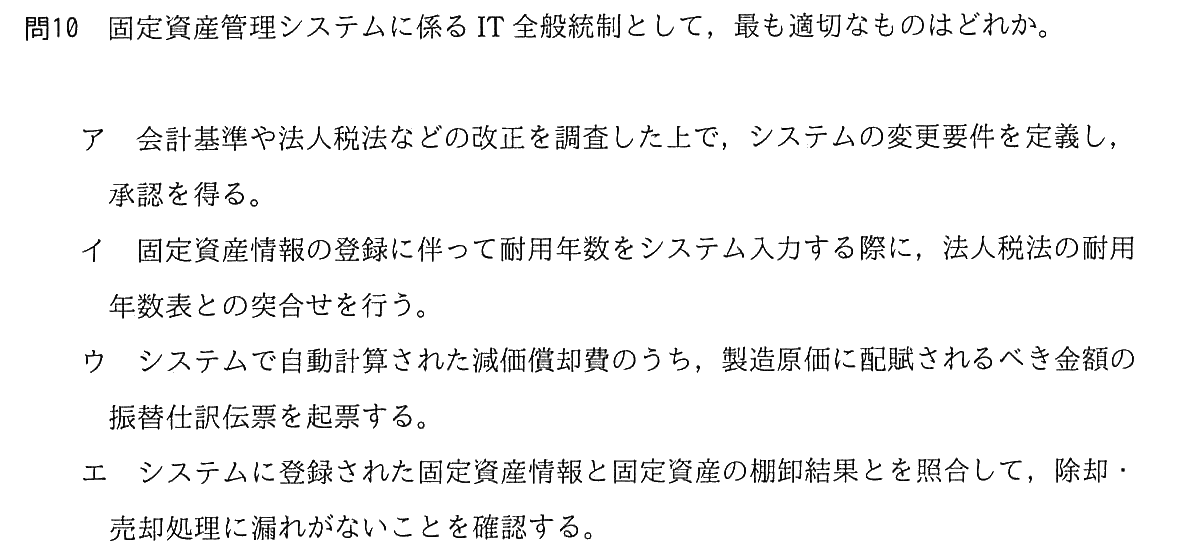 問10 固定資産管理システムに係る IT 全般統制として，最も適切なものはどれか。
ア 会計基準や法人税法などの改正を調査した上で，システムの変更要件を定義し，
承認を得る。
イ 固定資産情報の登録に伴って耐用年数をシステム入力する際に，法人税法の耐用
年数表との突合せを行う。
ウ システムで自動計算された減価償却費のうち，製造原価に配賦されるべき金額の
振替仕訳伝票を起票する。
エ システムに登録された固定資産情報と固定資産の棚卸結果とを照合して，除却・
売却処理に漏れがないことを確認する。